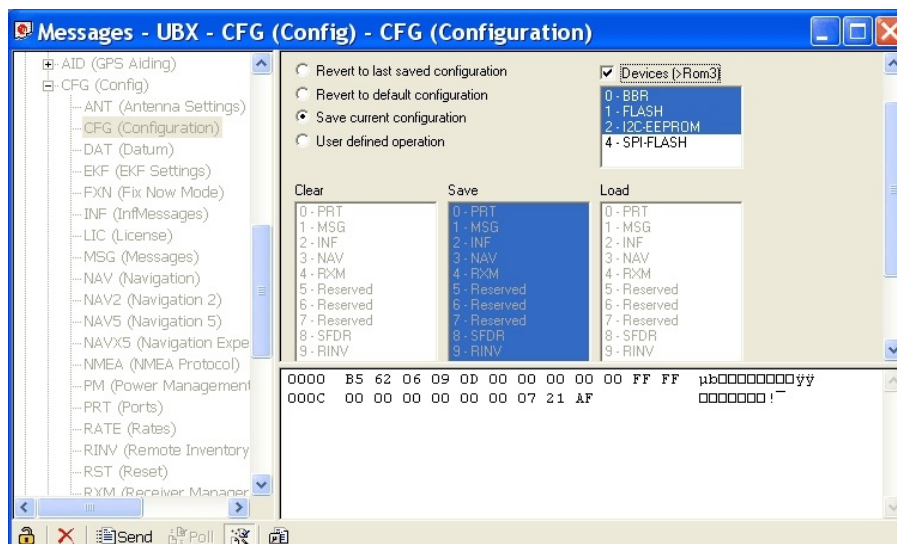 Messages - UBX - CFG (Config) - CFG (Configuration)
AID (GPS Aiding)
CFG (Config)
ANT (Antenna Settings)
CFG (Configuration)
DAT (Datum)
EKF (EKF Settings)
FXN (Fix Now Mode)
INF (InfMessages)
LIC (License)
MSG (Messages)
NAV (Navigation)
NAV2 (Navigation 2)
NAV5 (Navigation 5)
NAVX5 (Navigation Expe
NMEA (NMEA Protocol)
PM (Power Management
PRT (Ports)
RATE (Rates)
RINV (Remote Inventory
RST (Reset)
RXM (Receiver Manager
Revert to last saved configuration
Revert to default configuration
Save current configuration
User defined operation
Devices (>Rom3)
0 - BBR
1 - FLASH
2 - I2C-EEPROM
4 - SPI-FLASH
Clear
0 - PRT
1 - MSG
2 - INF
3 - NAV
4 - RXM
5 - Reserved
6 - Reserved
7 - Reserved
8 - SFDR
9 - RINV
Save
0 - PRT
1 - MSG
2 - INF
3 - NAV
4 - RXM
5 - Reserved
6 - Reserved
7 - Reserved
8 - SFDR
9 - RINV
Load
0 - PRT
1 - MSG
2 - INF
3 - NAV
4 - RXM
5 - Reserved
6 - Reserved
7 - Reserved
8 - SFDR
9 - RINV
0000 B5 62 06 09 0D 00 00 00 00 00 FF FF µb□□□□□□□□ÿÿ
000C 00 00 00 00 00 00 07 21 AF □□□□□□□!¯
Send
Poll